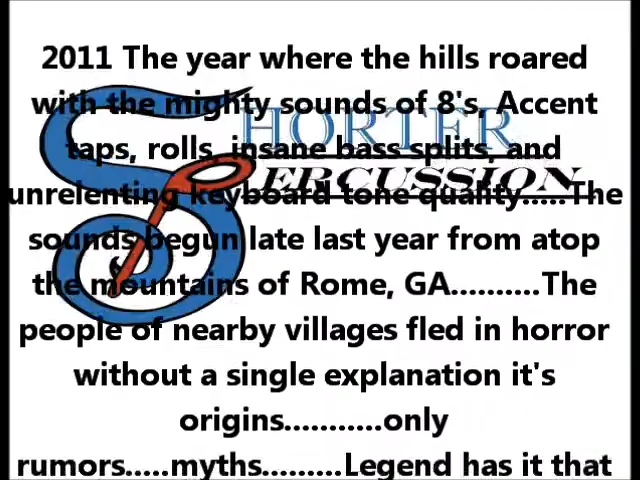 2011 The year where the hills roared
with the mighty sounds of 8's, Accent
taps, rolls, insane bass splits, and
unrelenting keyboard tone quality.....The
sounds begun late last year from atop
the mountains of Rome, GA..........The
people of nearby villages fled in horror
without a single explanation it's
origins...........only
rumors.....myths.........Legend has it that
SHORTER
PERCUSSION